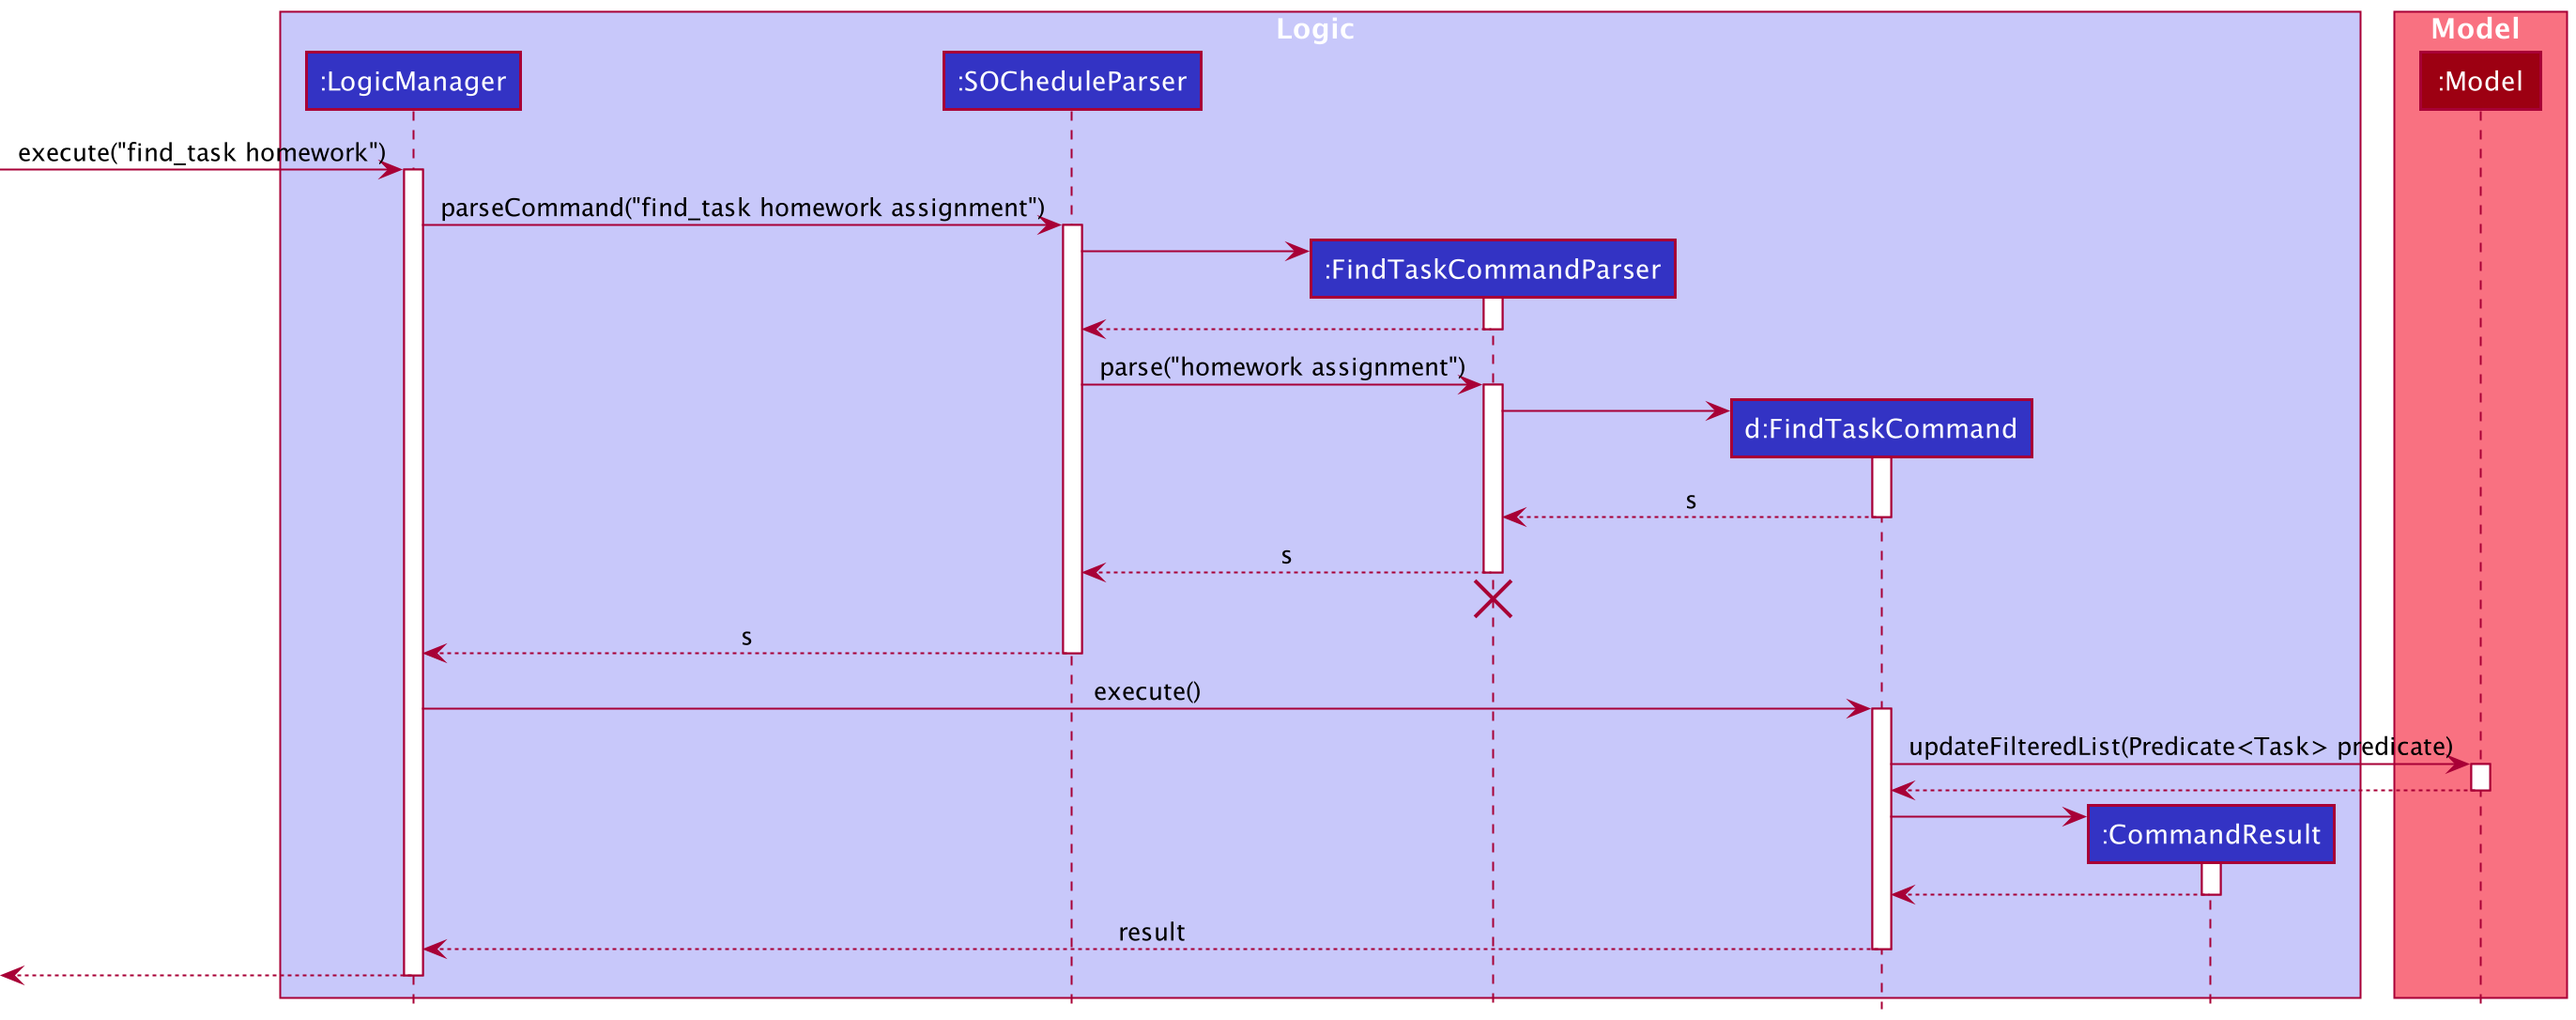 Logic
Model
:LogicManager
:SOCheduleParser
:Model
execute("find_task homework")
parseCommand("find_task homework assignment")
:FindTaskCommandParser
parse("homework assignment")
d:FindTaskCommand
s
s
s
execute()
updateFilteredList(Predicate<Task> predicate)
:CommandResult
result